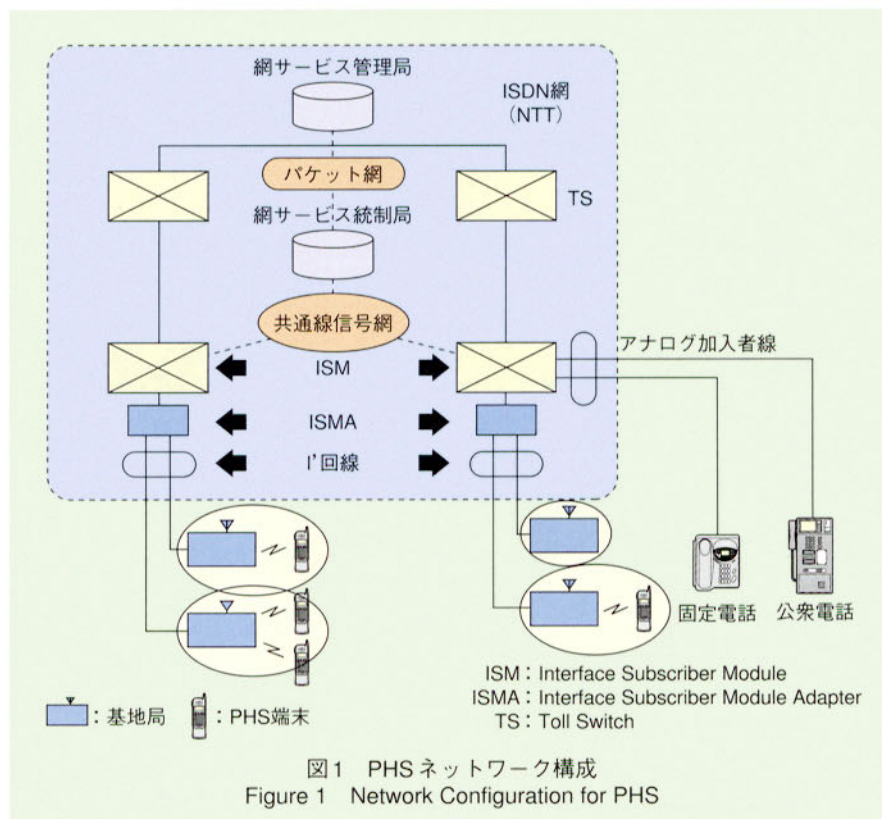 網サービス管理局
ISDN網
(NTT)
パケット網
TS
網サービス統制局
共通線信号網
アナログ加入者線
ISM
ISMA
I'回線
固定電話
公衆電話
ISM：Interface Subscriber Module
ISMA：Interface Subscriber Module Adapter
TS：Toll Switch
：基地局
：PHS端末
図1 PHSネットワーク構成
Figure 1 Network Configuration for PHS